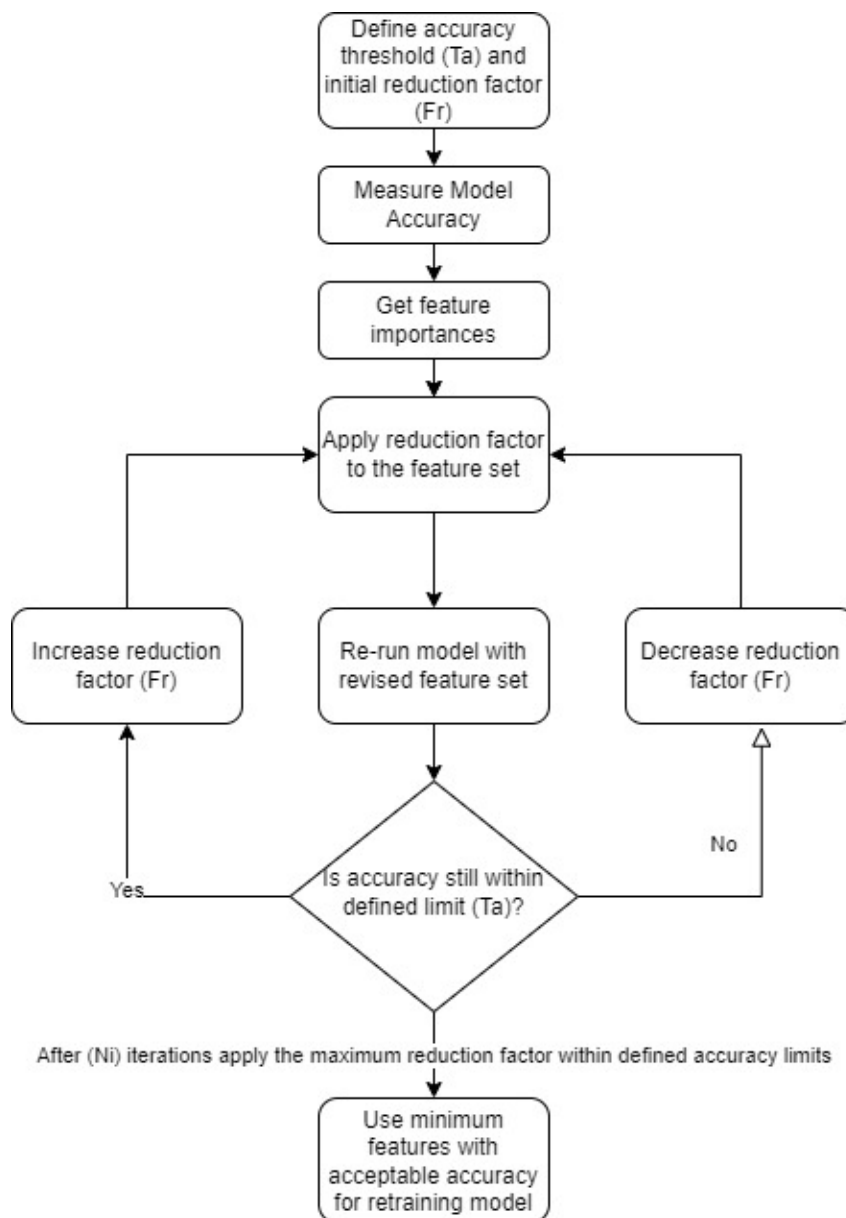 Define accuracy
threshold (Ta) and
initial reduction factor
(Fr)
Measure Model
Accuracy
Get feature
importances
Apply reduction factor
to the feature set
Increase reduction
factor (Fr)
Re-run model with
revised feature set
Decrease reduction
factor (Fr)
No
Is accuracy still within
defined limit (Ta)?
Yes
After (Ni) iterations apply the maximum reduction factor within defined accuracy limits
Use minimum
features with
acceptable accuracy
for retraining model